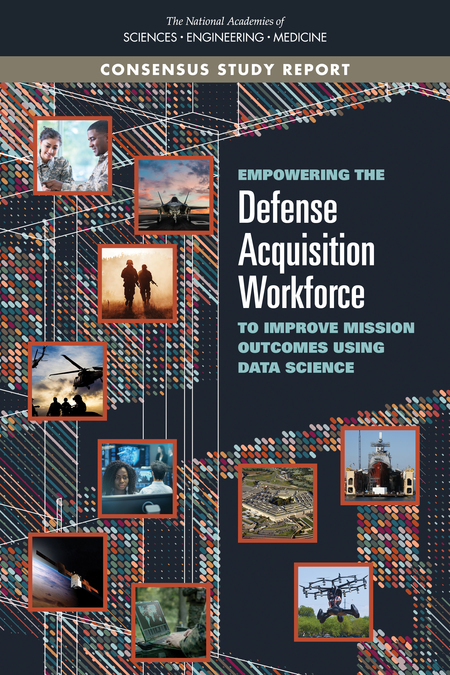 The National Academies of
SCIENCES · ENGINEERING · MEDICINE
CONSENSUS STUDY REPORT
EMPOWERING THE
Defense
Acquisition
Workforce
TO IMPROVE MISSION
OUTCOMES USING
DATA SCIENCE